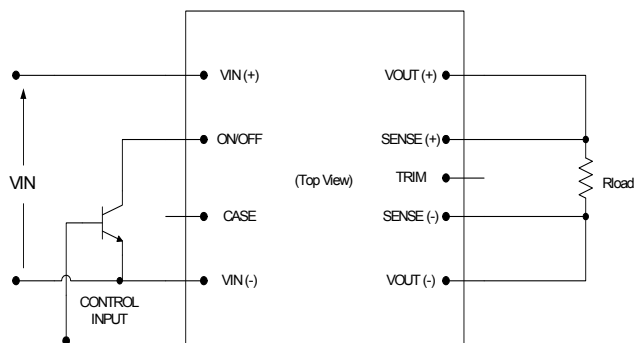 VIN (+)
VOUT (+)
ON/OFF
SENSE (+)
VIN
(Top View)
TRIM
Rload
CASE
SENSE (-)
VIN (-)
VOUT (-)
CONTROL
INPUT